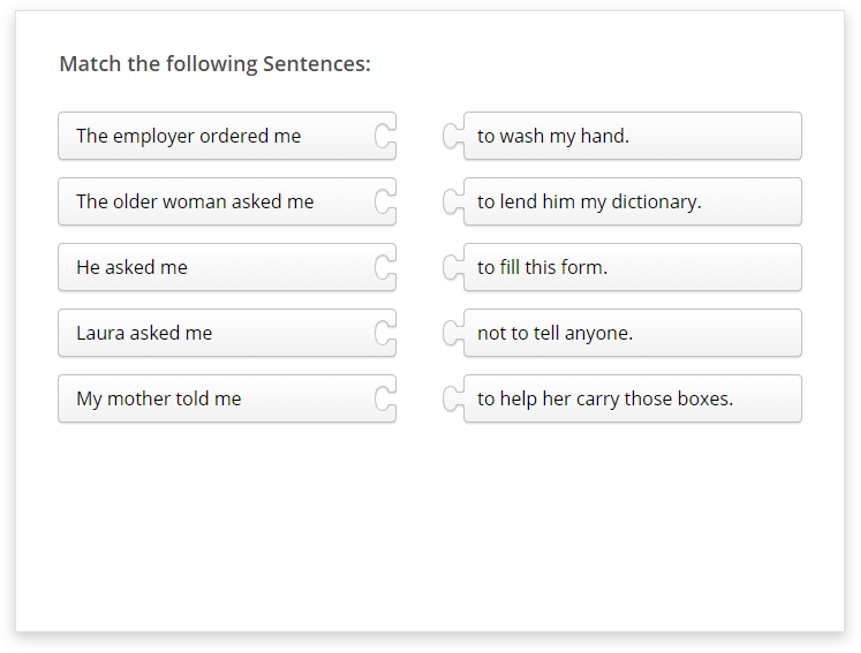 Match the following Sentences:
The employer ordered me
to wash my hand.
The older woman asked me
to lend him my dictionary.
He asked me
to fill this form.
Laura asked me
not to tell anyone.
My mother told me
to help her carry those boxes.